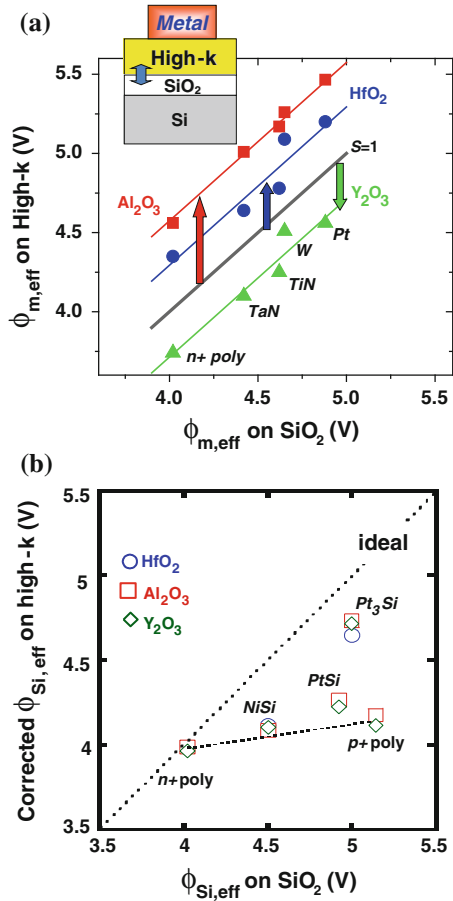 (a)
Metal
High-k
SiO₂
Si
5.5
5.0
4.5
4.0
ϕm,eff on High-k (V)
HfO₂
S=1
Al₂O₃
Y₂O₃
W
Pt
TiN
TaN
n+ poly
4.0 4.5 5.0 5.5
ϕm,eff on SiO₂ (V)
(b)
5.5
5
4.5
4
3.5
Corrected ϕSi,eff on high-k (V)
ideal
HfO₂
Al₂O₃
Y₂O₃
Pt₃Si
PtSi
NiSi
n+poly
p+poly
3.5 4 4.5 5 5.5
ϕSi,eff on SiO₂ (V)